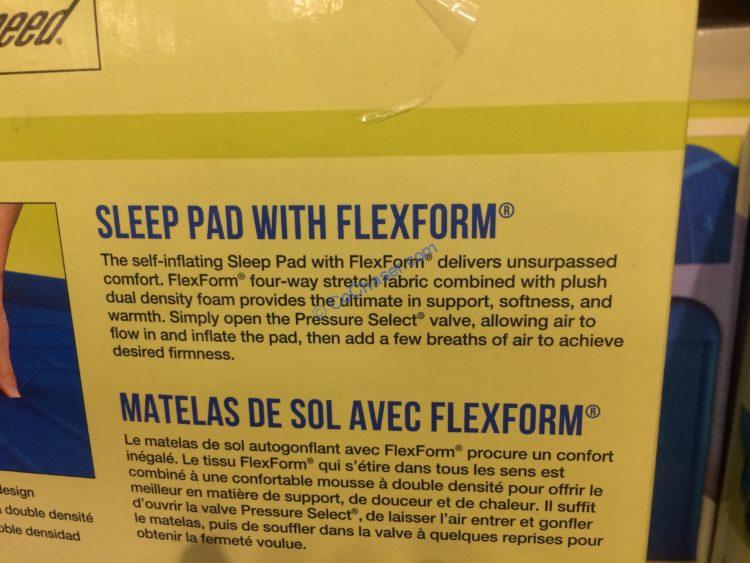 SLEEP PAD WITH FLEXFORM®
The self-inflating Sleep Pad with FlexForm® delivers unsurpassed
comfort. FlexForm® four-way stretch fabric combined with plush
dual density foam provides the ultimate in support, softness, and
warmth. Simply open the Pressure Select® valve, allowing air to
flow in and inflate the pad, then add a few breaths of air to achieve
desired firmness.
MATELAS DE SOL AVEC FLEXFORM®
Le matelas de sol autogonflant avec FlexForm® procure un confort
inégalé. Le tissu FlexForm® qui s'étire dans tous les sens est
combiné à une confortable mousse à double densité pour offrir le
meilleur en matière de support, de douceur et de chaleur. Il suffit
d'ouvrir la valve Pressure Select®, de laisser l'air entrer et gonfler
le matelas, puis de souffler dans la valve à quelques reprises pour
obtenir la fermeté voulue.
design
double densité
densidad